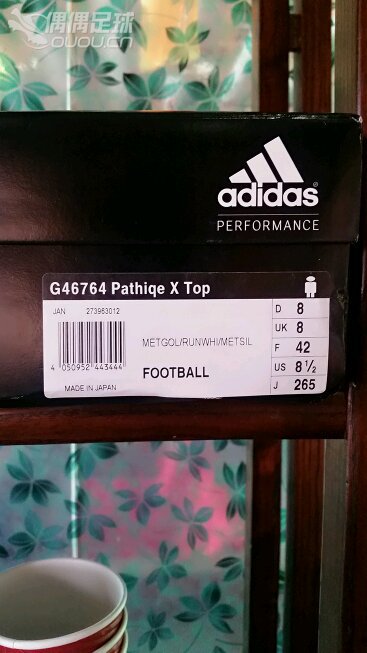 偶偶足球
ouou.cn
adidas®
PERFORMANCE
G46764 Pathiqe X Top
JAN 273963012
4 050952 443444
MADE IN JAPAN
METGOL/RUNWHI/METSIL
FOOTBALL
D 8
UK 8
F 42
US 8½
J 265